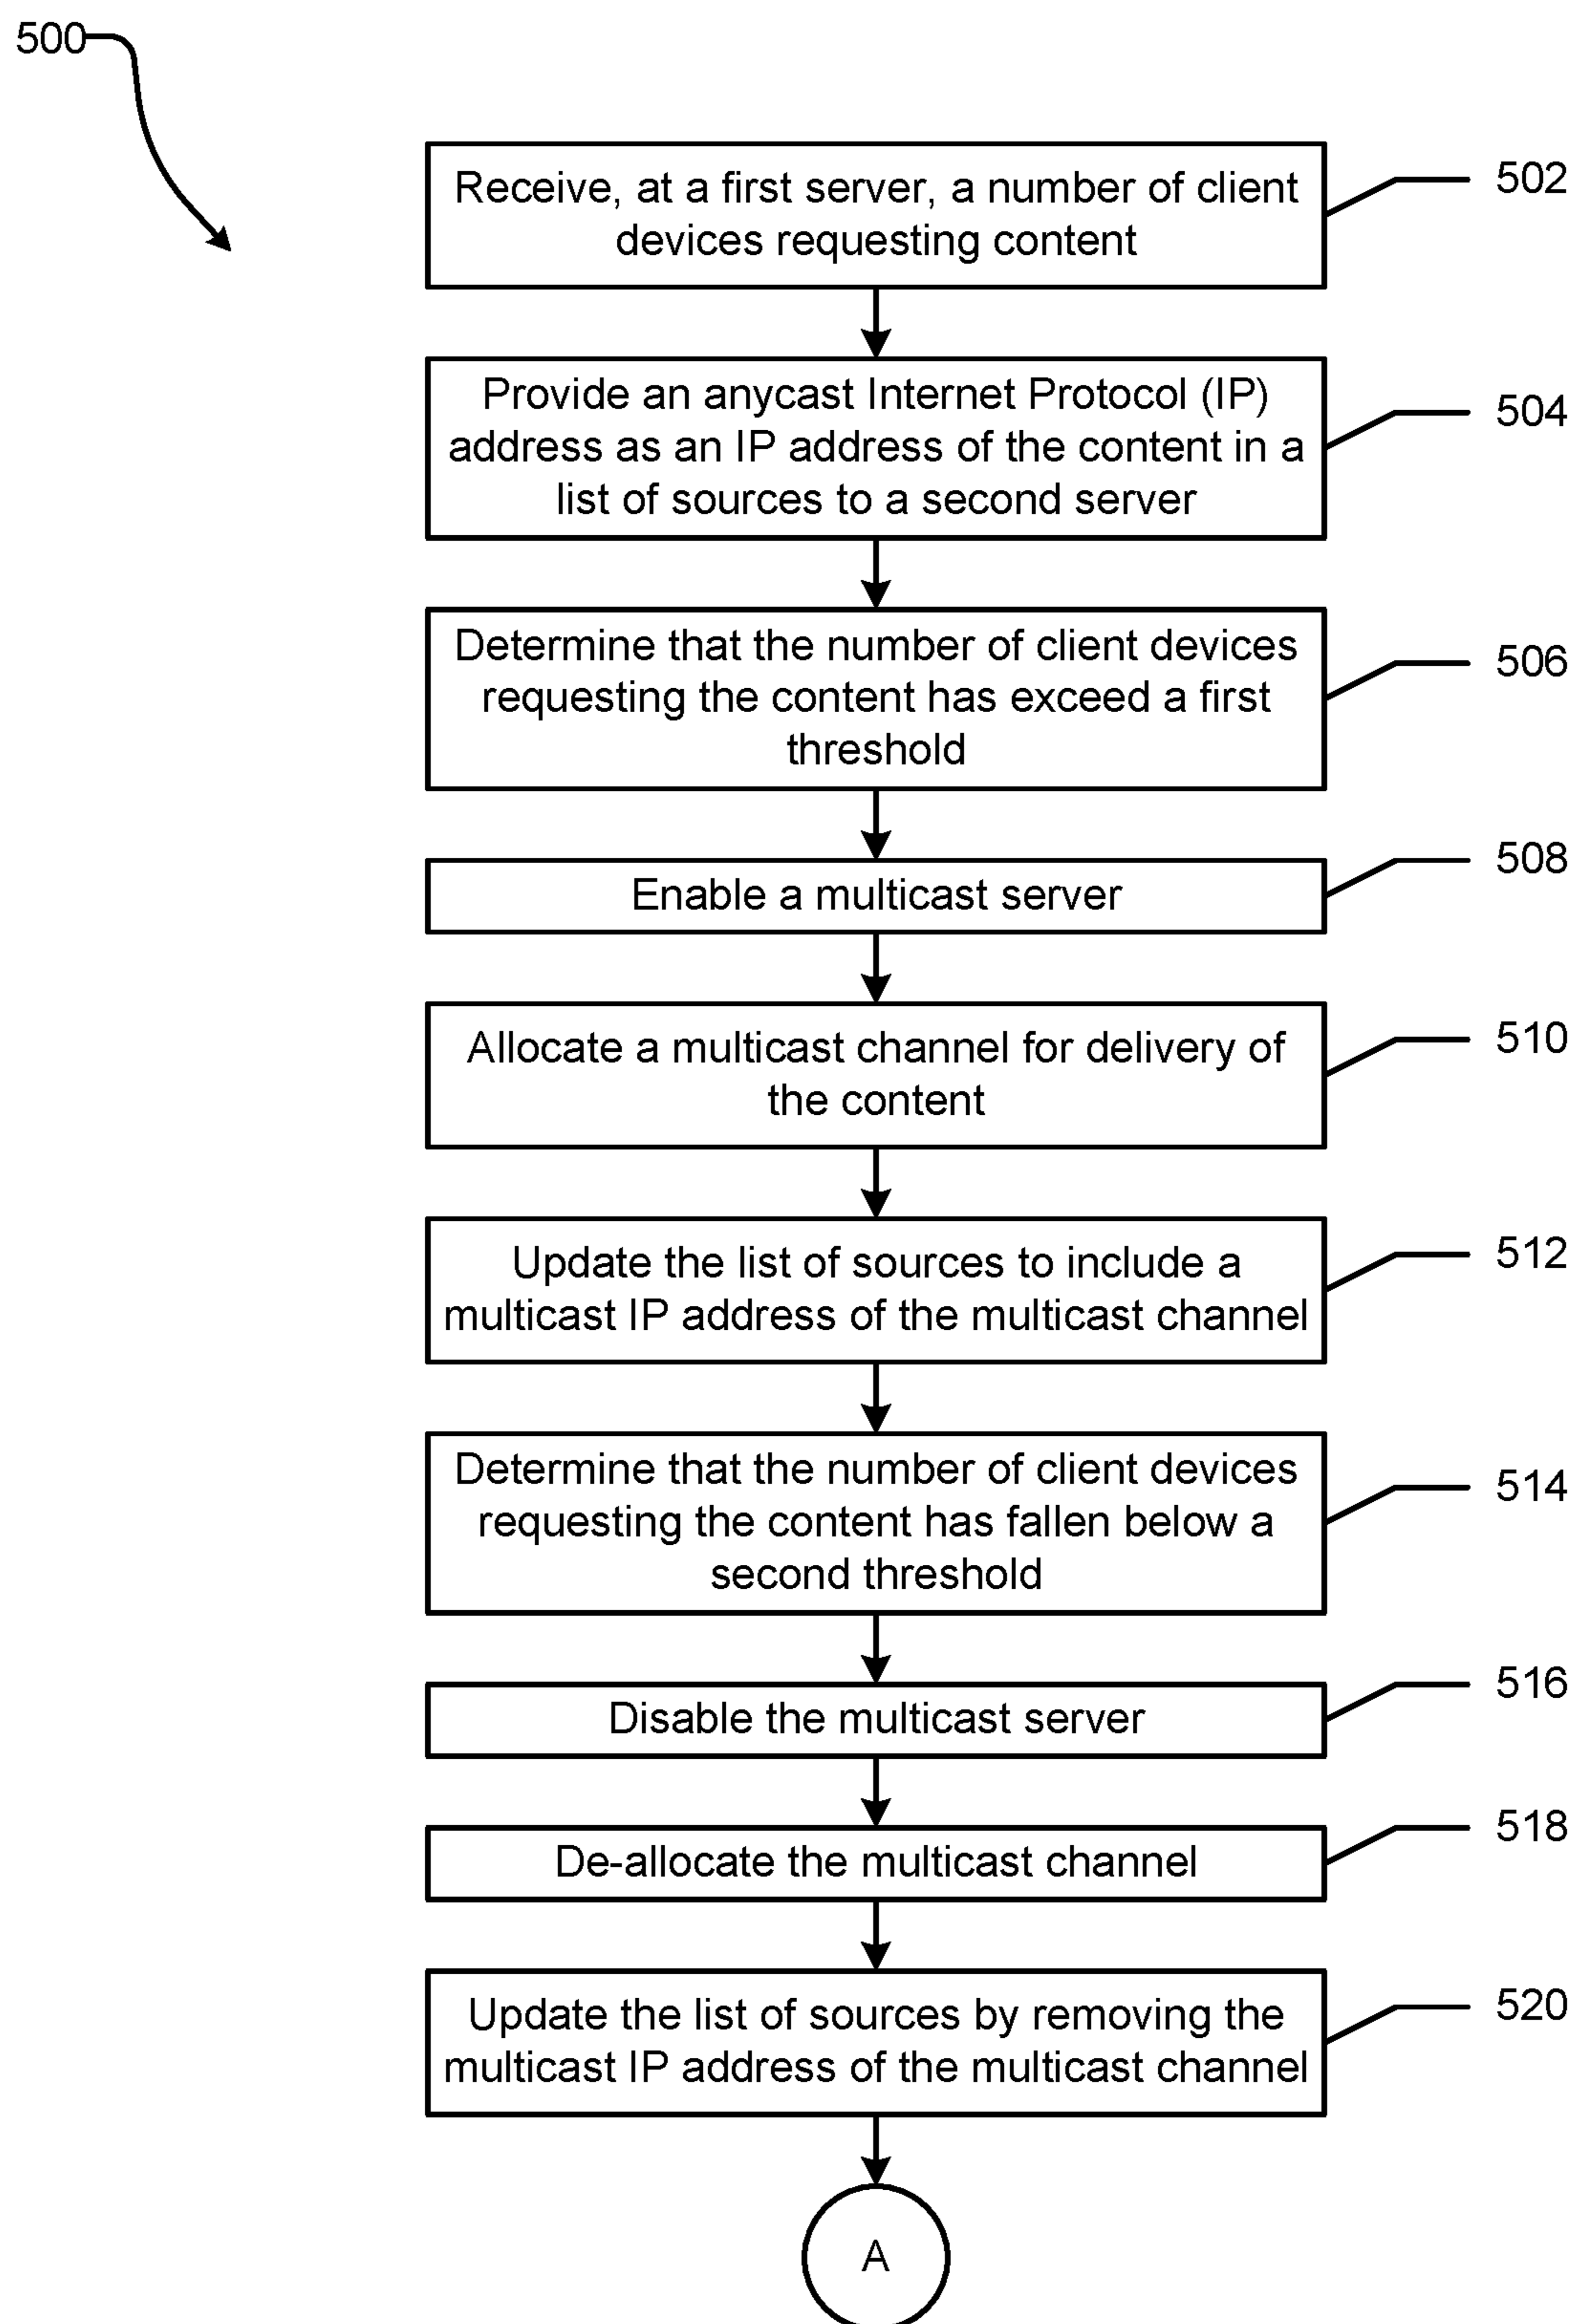 500
Receive, at a first server, a number of client
devices requesting content
502
Provide an anycast Internet Protocol (IP)
address as an IP address of the content in a
list of sources to a second server
504
Determine that the number of client devices
requesting the content has exceed a first
threshold
506
Enable a multicast server
508
Allocate a multicast channel for delivery of
the content
510
Update the list of sources to include a
multicast IP address of the multicast channel
512
Determine that the number of client devices
requesting the content has fallen below a
second threshold
514
Disable the multicast server
516
De-allocate the multicast channel
518
Update the list of sources by removing the
multicast IP address of the multicast channel
520
A